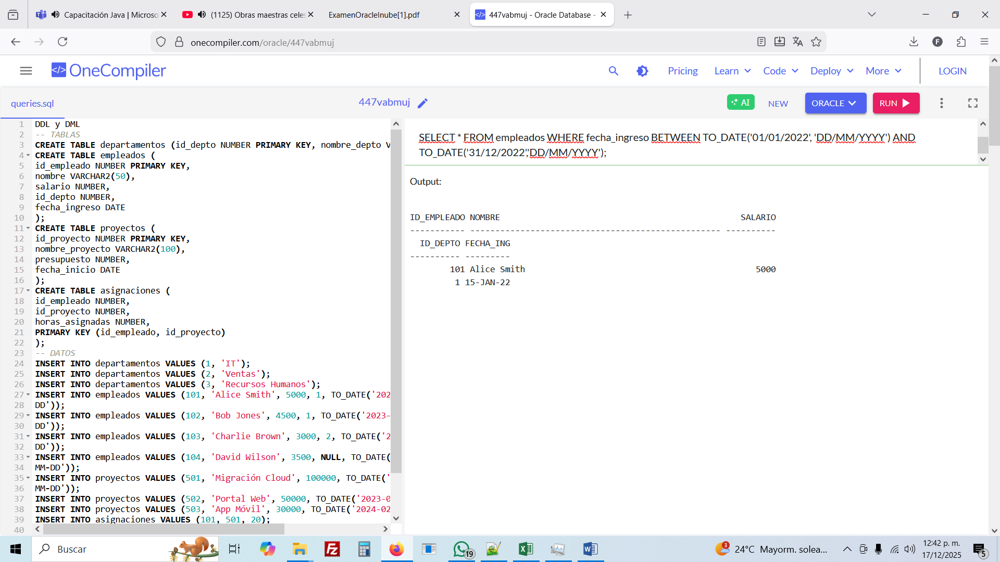 Capacitación Java | Microso
(1125) Obras maestras celes
ExamenOracleInube[1].pdf
447vabmuj - Oracle Database -
onecompiler.com/oracle/447vabmuj
F
</> OneCompiler
Pricing
Learn
Code
Deploy
More
LOGIN
queries.sql
447vabmuj
AI
NEW
ORACLE
RUN
1 DDL y DML
2 -- TABLAS
3 CREATE TABLE departamentos (id_depto NUMBER PRIMARY KEY, nombre_depto V
4 CREATE TABLE empleados (
5 id_empleado NUMBER PRIMARY KEY,
6 nombre VARCHAR2(50),
7 salario NUMBER,
8 id_depto NUMBER,
9 fecha_ingreso DATE
10 );
11 CREATE TABLE proyectos (
12 id_proyecto NUMBER PRIMARY KEY,
13 nombre_proyecto VARCHAR2(100),
14 presupuesto NUMBER,
15 fecha_inicio DATE
16 );
17 CREATE TABLE asignaciones (
18 id_empleado NUMBER,
19 id_proyecto NUMBER,
20 horas_asignadas NUMBER,
21 PRIMARY KEY (id_empleado, id_proyecto)
22 );
23 -- DATOS
24 INSERT INTO departamentos VALUES (1, 'IT');
25 INSERT INTO departamentos VALUES (2, 'Ventas');
26 INSERT INTO departamentos VALUES (3, 'Recursos Humanos');
27 INSERT INTO empleados VALUES (101, 'Alice Smith', 5000, 1, TO_DATE('202
28 DD'));
29 INSERT INTO empleados VALUES (102, 'Bob Jones', 4500, 1, TO_DATE('2023-
30 DD'));
31 INSERT INTO empleados VALUES (103, 'Charlie Brown', 3000, 2, TO_DATE('2
32 DD'));
33 INSERT INTO empleados VALUES (104, 'David Wilson', 3500, NULL, TO_DATE(
34 MM-DD'));
35 INSERT INTO proyectos VALUES (501, 'Migración Cloud', 100000, TO_DATE('
36 MM-DD'));
37 INSERT INTO proyectos VALUES (502, 'Portal Web', 50000, TO_DATE('2023-0
38 INSERT INTO proyectos VALUES (503, 'App Móvil', 30000, TO_DATE('2024-02
39 INSERT INTO asignaciones VALUES (101, 501, 20);
40
SELECT * FROM empleados WHERE fecha_ingreso BETWEEN TO_DATE('01/01/2022', 'DD/MM/YYYY') AND
TO_DATE('31/12/2022','DD/MM/YYYY');
Output:
ID_EMPLEADO NOMBRE SALARIO
----------- -------------------------------------------------- ----------
ID_DEPTO FECHA_ING
---------- ---------
101 Alice Smith 5000
1 15-JAN-22
Buscar
19
3
24°C Mayorm. solea...
12:42 p. m.
17/12/2025
5